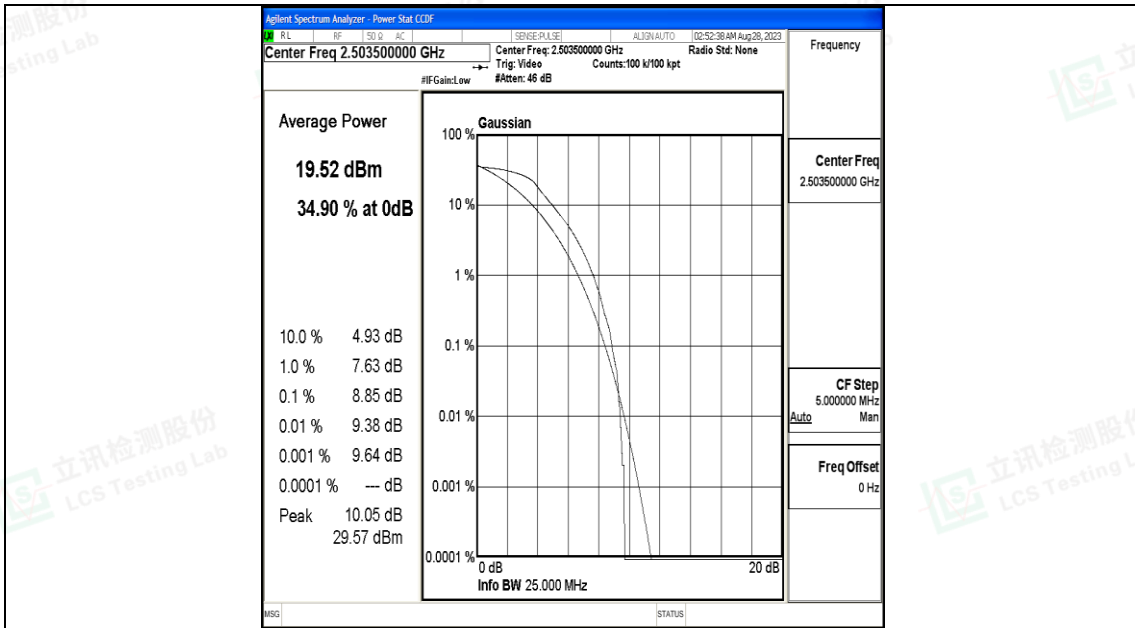 Agilent Spectrum Analyzer - Power Stat CCDF
RL RF 50 Ω AC SENSE:PULSE ALIGN AUTO 02:52:38 AM Aug 28, 2023
Center Freq 2.503500000 GHz
Center Freq: 2.503500000 GHz Radio Std: None
Trig: Video Counts:100 k/100 kpt
#IFGain:Low #Atten: 46 dB
Frequency
Average Power
19.52 dBm
34.90 % at 0dB
10.0 % 4.93 dB
1.0 % 7.63 dB
0.1 % 8.85 dB
0.01 % 9.38 dB
0.001 % 9.64 dB
0.0001 % --- dB
Peak 10.05 dB
29.57 dBm
Gaussian
100 %
10 %
1 %
0.1 %
0.01 %
0.001 %
0.0001 %
0 dB 20 dB
Info BW 25.000 MHz
Center Freq
2.503500000 GHz
CF Step
5.000000 MHz
Auto Man
Freq Offset
0 Hz
MSG STATUS
立讯检测股份
LCS Testing Lab
立讯检测股份
LCS Testing L